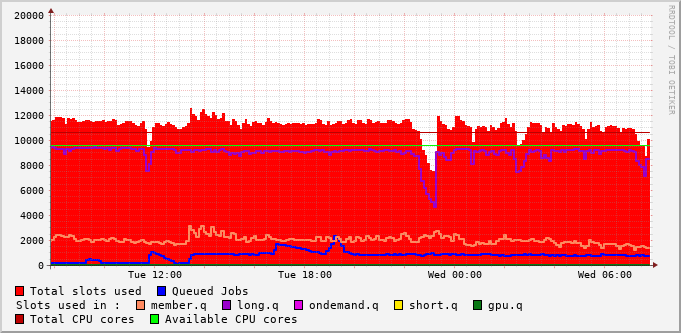 20000
18000
16000
14000
12000
10000
8000
6000
4000
2000
0
Tue 12:00 Tue 18:00 Wed 00:00 Wed 06:00
RRDTOOL / TOBI OETIKER
Total slots used Queued Jobs
Slots used in : member.q long.q ondemand.q short.q gpu.q
Total CPU cores Available CPU cores